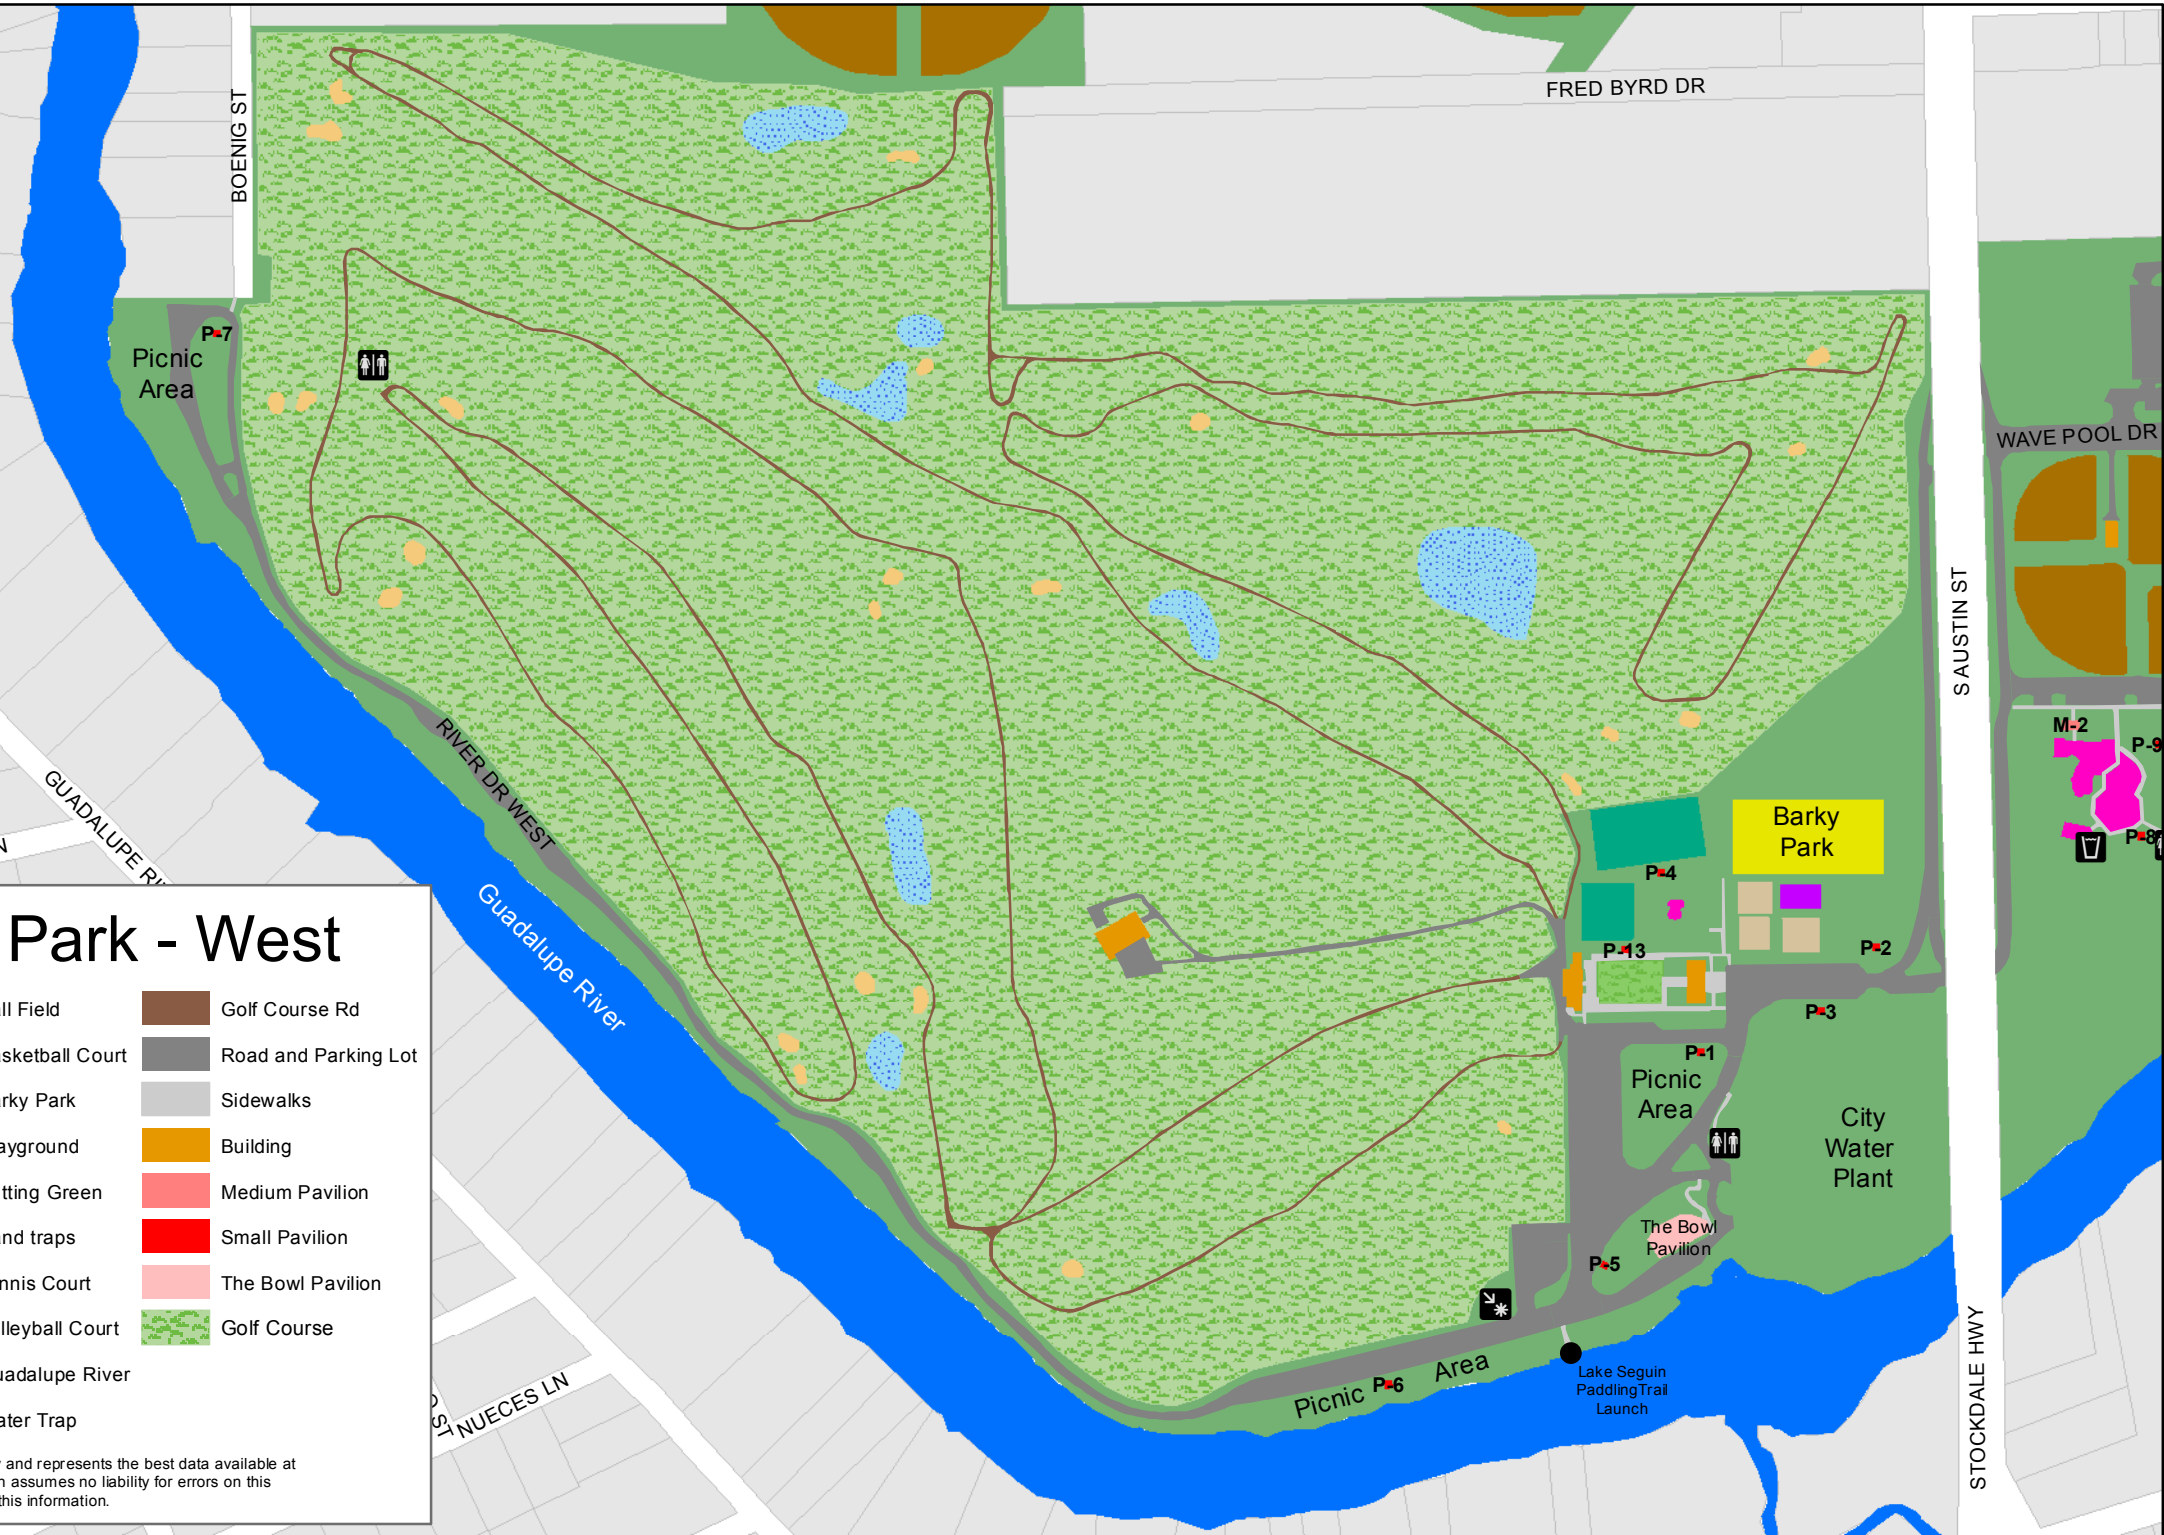 FRED BYRD DR
BOENIG ST
P-7
Picnic
Area
WAVE POOL DR
S AUSTIN ST
M-2
P-9
P-8
Barky
Park
P-4
P-13
P-2
P-3
P-1
Picnic
Area
City
Water
Plant
The Bowl
Pavilion
P-5
Picnic Area
P-6
Lake Seguin
PaddlingTrail
Launch
STOCKDALE HWY
RIVER DR WEST
Guadalupe River
GUADALUPE RI
NUECES LN
ST
Park - West
ll Field
Golf Course Rd
asketball Court
Road and Parking Lot
arky Park
Sidewalks
ayground
Building
tting Green
Medium Pavilion
and traps
Small Pavilion
nnis Court
The Bowl Pavilion
lleyball Court
Golf Course
uadalupe River
ater Trap
and represents the best data available at
assumes no liability for errors on this
this information.